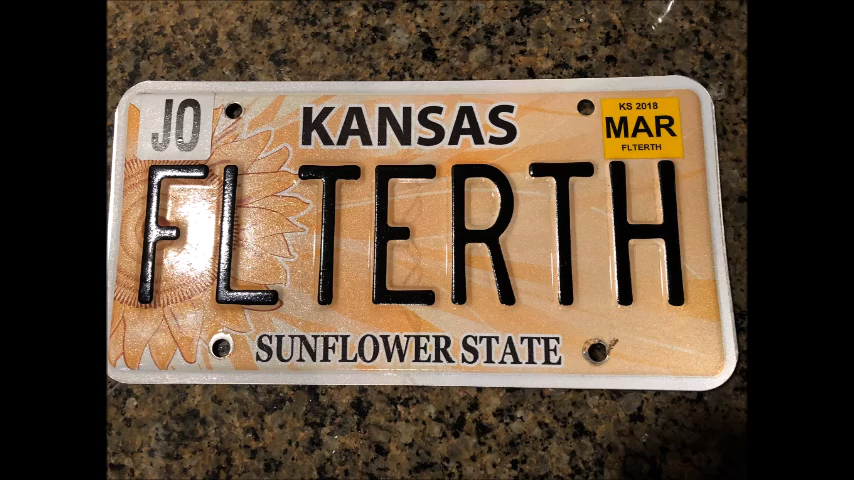 JO
KANSAS
KS 2018
MAR
FLTERTH
FLTERTH
SUNFLOWER STATE